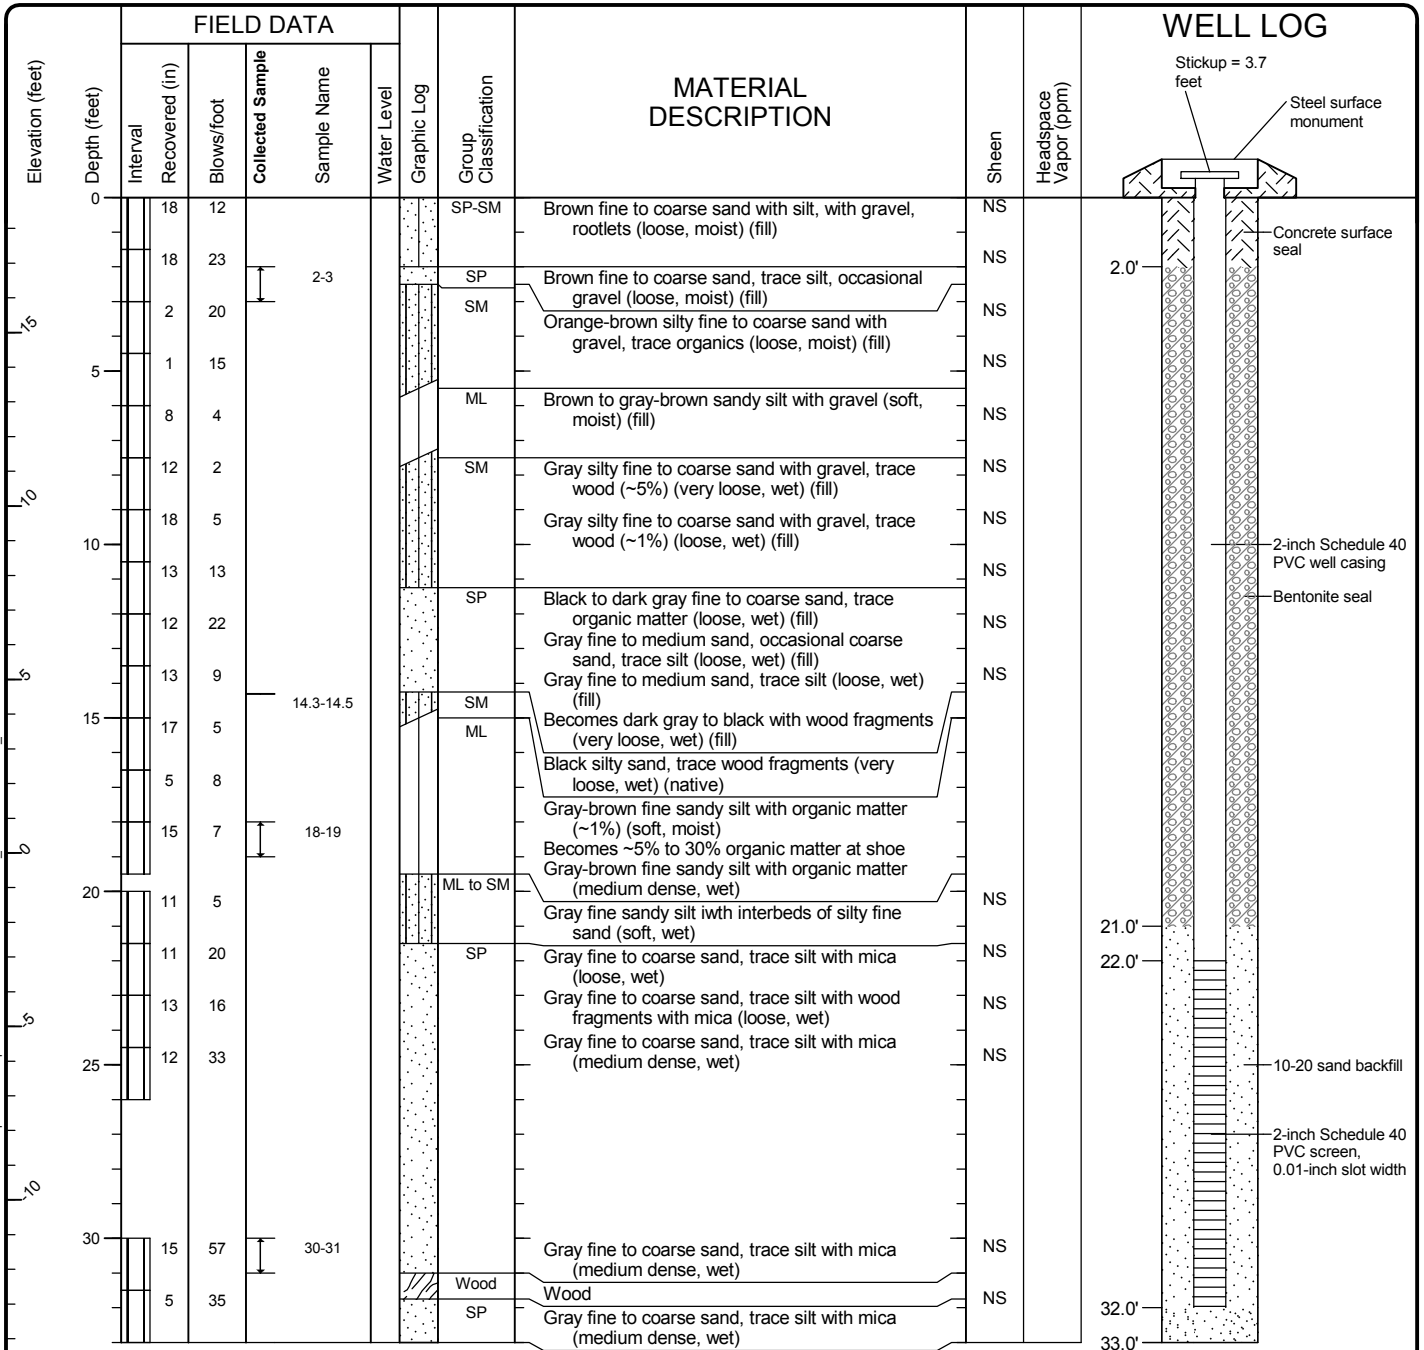 FIELD DATA
WELL LOG
Elevation (feet)
Depth (feet)
Interval
Recovered (in)
Blows/foot
Collected Sample
Sample Name
Water Level
Graphic Log
Group
Classification
MATERIAL
DESCRIPTION
Sheen
Headspace
Vapor (ppm)
Stickup = 3.7
feet
Steel surface
monument
0
18 12
SP-SM
Brown fine to coarse sand with silt, with gravel,
rootlets (loose, moist) (fill)
NS
Concrete surface
seal
18 23
NS
2.0'
2-3
SP
Brown fine to coarse sand, trace silt, occasional
gravel (loose, moist) (fill)
2 20
SM
NS
Orange-brown silty fine to coarse sand with
gravel, trace organics (loose, moist) (fill)
15
1 15
NS
5
ML
Brown to gray-brown sandy silt with gravel (soft,
moist) (fill)
8 4
NS
12 2
SM
Gray silty fine to coarse sand with gravel, trace
wood (~5%) (very loose, wet) (fill)
NS
10
18 5
Gray silty fine to coarse sand with gravel, trace
wood (~1%) (loose, wet) (fill)
NS
10
2-inch Schedule 40
PVC well casing
13 13
NS
SP
Black to dark gray fine to coarse sand, trace
organic matter (loose, wet) (fill)
Bentonite seal
12 22
NS
Gray fine to medium sand, occasional coarse
sand, trace silt (loose, wet) (fill)
5
13 9
Gray fine to medium sand, trace silt (loose, wet)
(fill)
NS
14.3-14.5
SM
15
17 5
ML
Becomes dark gray to black with wood fragments
(very loose, wet) (fill)
5 8
Black silty sand, trace wood fragments (very
loose, wet) (native)
15 7
18-19
Gray-brown fine sandy silt with organic matter
(~1%) (soft, moist)
0
Becomes ~5% to 30% organic matter at shoe
Gray-brown fine sandy silt with organic matter
(medium dense, wet)
20
11 5
ML to SM
NS
Gray fine sandy silt iwth interbeds of silty fine
sand (soft, wet)
21.0'
11 20
SP
Gray fine to coarse sand, trace silt with mica
(loose, wet)
NS
22.0'
13 16
Gray fine to coarse sand, trace silt with wood
fragments with mica (loose, wet)
NS
-5
12 33
Gray fine to coarse sand, trace silt with mica
(medium dense, wet)
NS
25
10-20 sand backfill
2-inch Schedule 40
PVC screen,
0.01-inch slot width
-10
30
15 57
30-31
Gray fine to coarse sand, trace silt with mica
(medium dense, wet)
NS
Wood
Wood
5 35
NS
SP
Gray fine to coarse sand, trace silt with mica
(medium dense, wet)
32.0'
33.0'